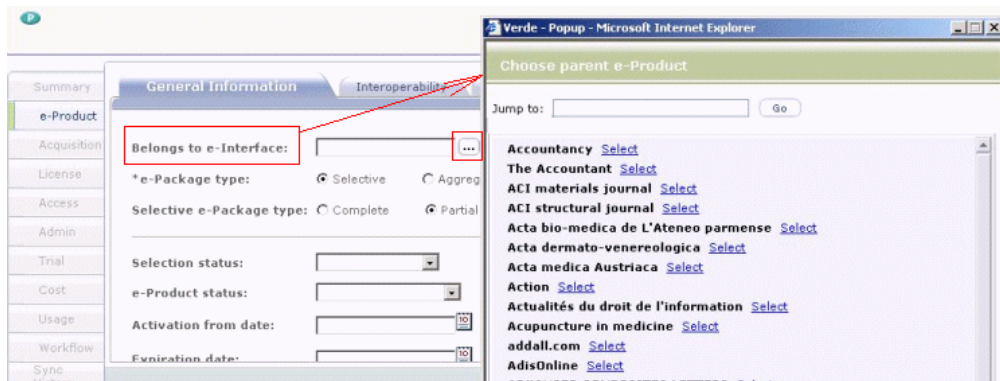 P
Summary
e-Product
Acquisition
License
Access
Admin
Trial
Cost
Usage
Workflow
Sync
General Information
Interoperability
Belongs to e-Interface:
...
*e-Package type: Selective Aggreg
Selective e-Package type: Complete Partial
Selection status:
e-Product status:
Activation from date: 10
Expiration date: 10
Verde - Popup - Microsoft Internet Explorer
Choose parent e-Product
Jump to: Go
Accountancy Select
The Accountant Select
ACI materials journal Select
ACI structural journal Select
Acta bio-medica de L'Ateneo parmense Select
Acta dermato-venereologica Select
Acta medica Austriaca Select
Action Select
Actualités du droit de l'information Select
Acupuncture in medicine Select
addall.com Select
AdisOnline Select